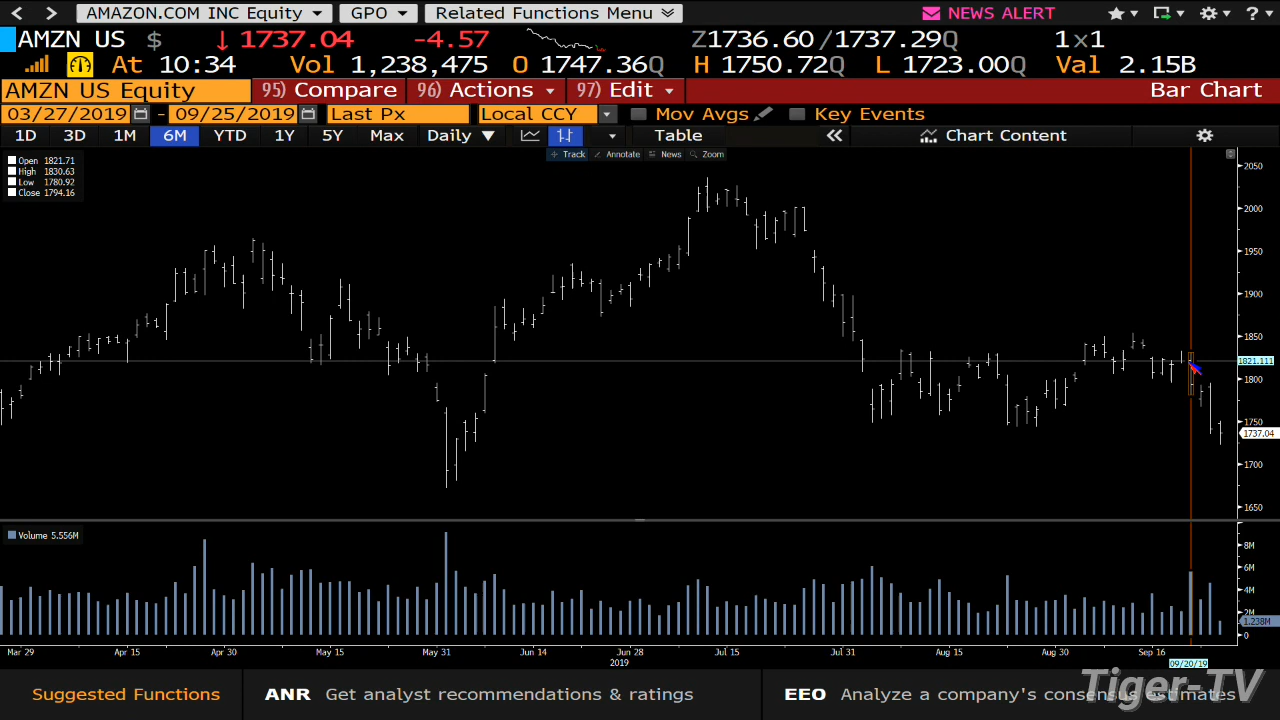 AMAZON.COM INC Equity GPO Related Functions Menu NEWS ALERT ?
AMZN US $ ↓ 1737.04 -4.57 Z1736.60 / 1737.29Q 1×1
At 10:34 Vol 1,238,475 O 1747.36Q H 1750.72Q L 1723.00Q Val 2.15B
AMZN US Equity 95) Compare 96) Actions 97) Edit Bar Chart
03/27/2019 - 09/25/2019 Last Px Local CCY Mov Avgs Key Events
1D 3D 1M 6M YTD 1Y 5Y Max Daily ▼ Table « Chart Content
Track Annotate News Zoom
Open 1821.71
High 1830.63
Low 1780.92
Close 1794.16
2050
2000
1950
1900
1850
1821.111
1800
1750
1737.04
1700
1650
Volume 5.556M
8M
6M
4M
2M
1.238M
0
Mar 29 Apr 15 Apr 30 May 15 May 31 Jun 14 Jun 28 Jul 15 Jul 31 Aug 15 Aug 30 Sep 16
2019 09/20/19
Suggested Functions ANR Get analyst recommendations & ratings EEO Analyze a company's consensus estimates
Tiger-TV